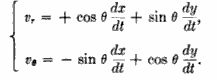 v_r = + cos θ dx/dt + sin θ dy/dt,
v_θ = − sin θ dx/dt + cos θ dy/dt.